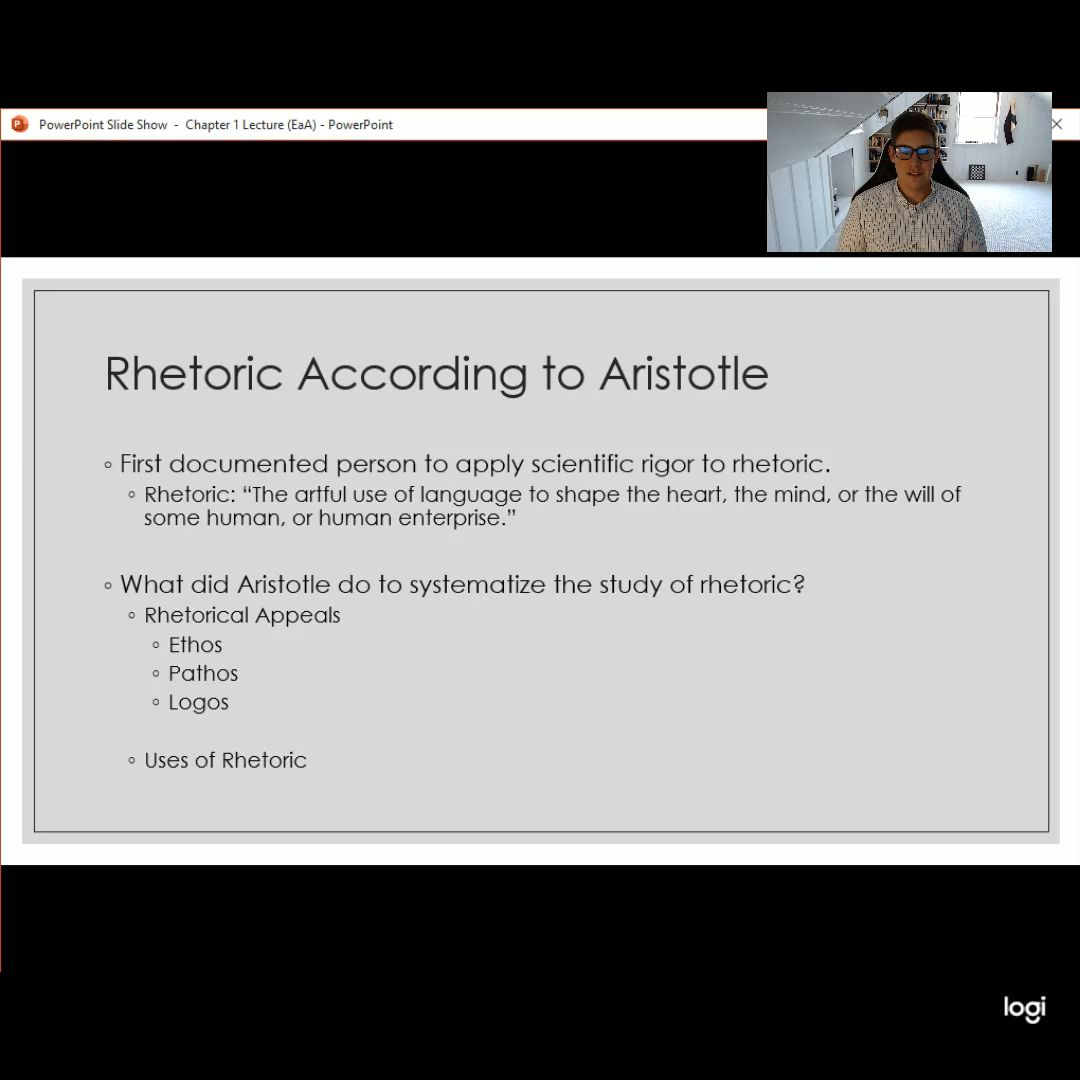 PowerPoint Slide Show - Chapter 1 Lecture (EaA) - PowerPoint
Rhetoric According to Aristotle
◦ First documented person to apply scientific rigor to rhetoric.
◦ Rhetoric: “The artful use of language to shape the heart, the mind, or the will of
some human, or human enterprise.”
◦ What did Aristotle do to systematize the study of rhetoric?
◦ Rhetorical Appeals
◦ Ethos
◦ Pathos
◦ Logos
◦ Uses of Rhetoric
logi